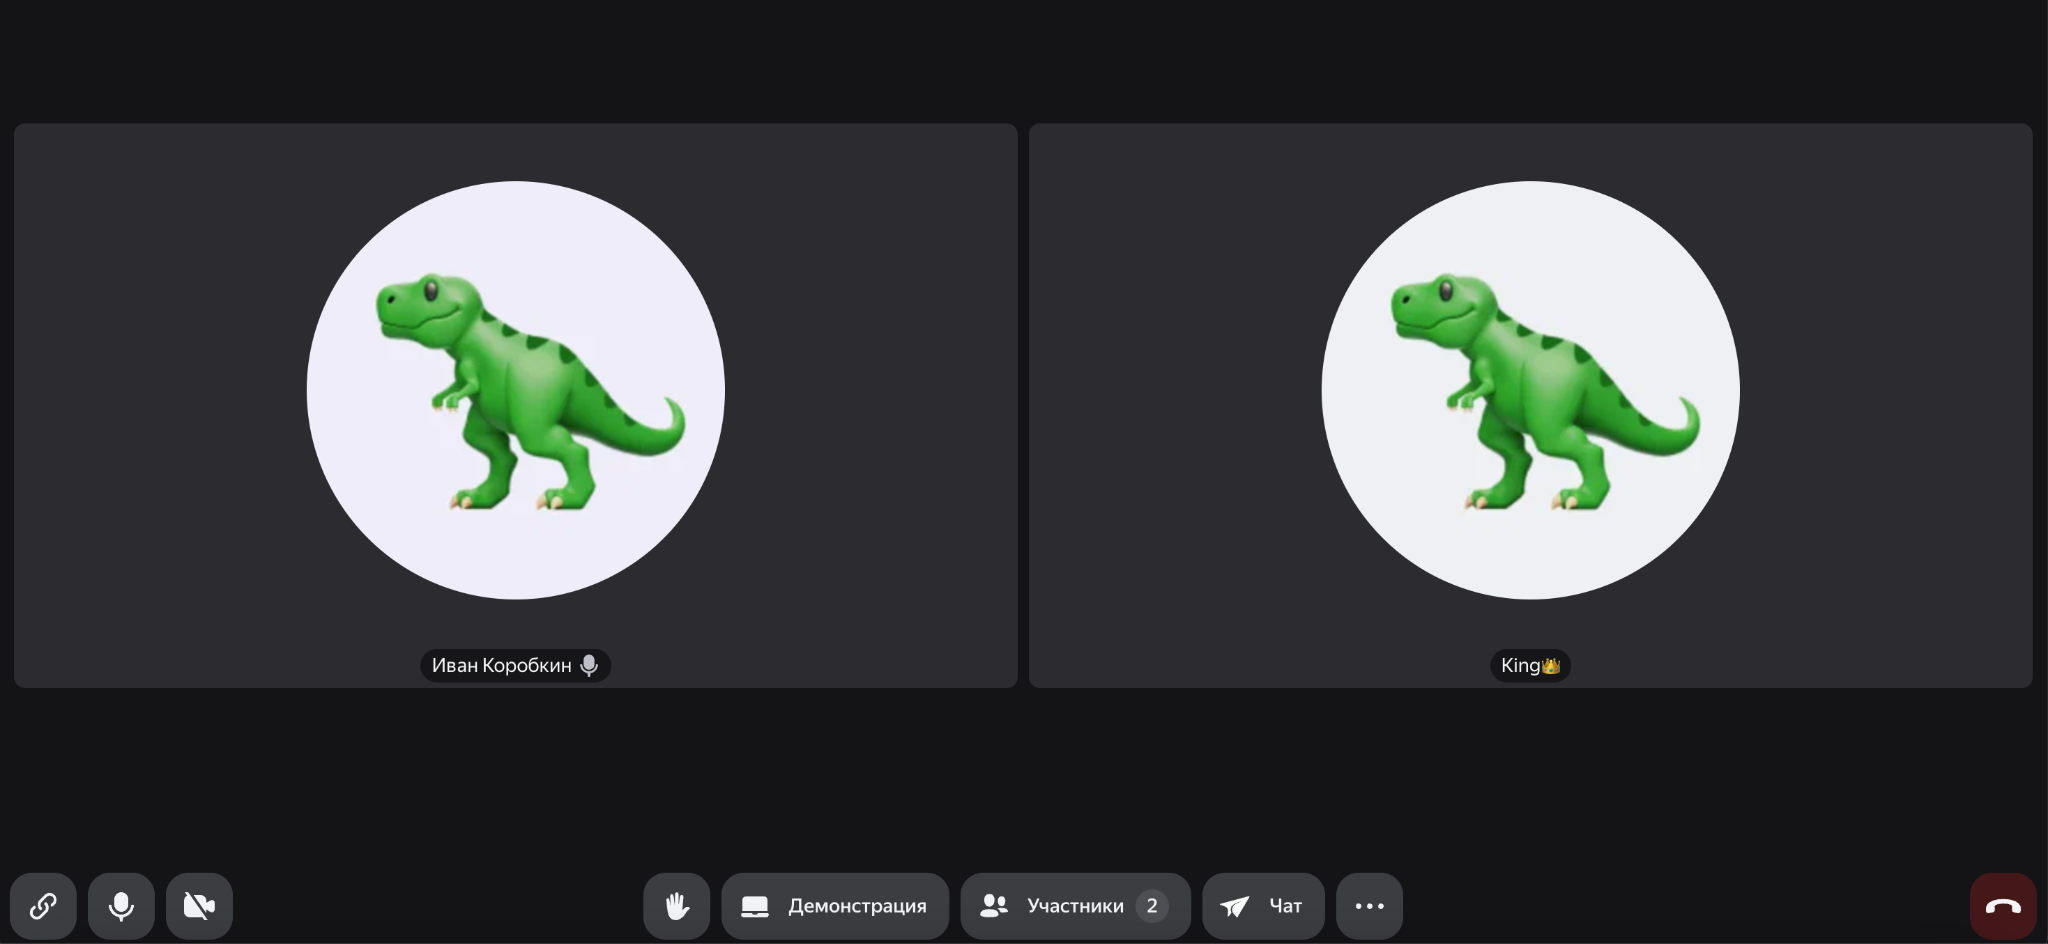 Иван Коробкин
King👑
Демонстрация
Участники 2
Чат